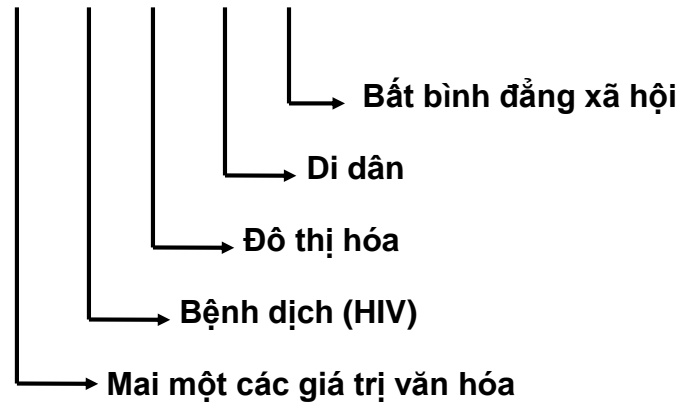 Bất bình đẳng xã hội
Di dân
Đô thị hóa
Bệnh dịch (HIV)
Mai một các giá trị văn hóa